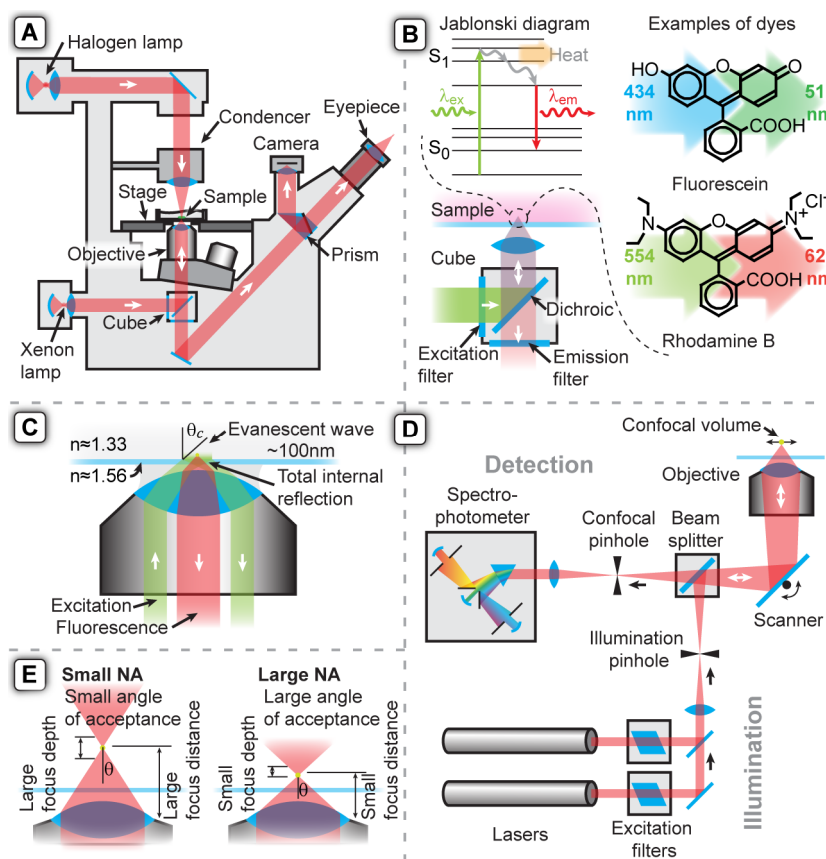 A
Halogen lamp
Condencer
Camera
Eyepiece
Stage
Sample
Objective
Prism
Cube
Xenon
lamp
B
Jablonski diagram
S1
Heat
λex
λem
S0
Sample
Cube
Dichroic
Excitation
filter
Emission
filter
Examples of dyes
HO
O
O
434
nm
51
COOH
Fluorescein
Cl-
N
O
N+
554
nm
62
nm
COOH
Rhodamine B
C
θc
Evanescent wave
~100nm
n≈1.33
n≈1.56
Total internal
reflection
Excitation
Fluorescence
D
Confocal volume
Detection
Objective
Spectro-
photometer
Confocal
pinhole
Beam
splitter
Scanner
Illumination
pinhole
Illumination
Lasers
Excitation
filters
E
Small NA
Small angle
of acceptance
Large
focus depth
θ
Large
focus distance
Large NA
Large angle
of acceptance
Small
focus depth
θ
Small
focus distance